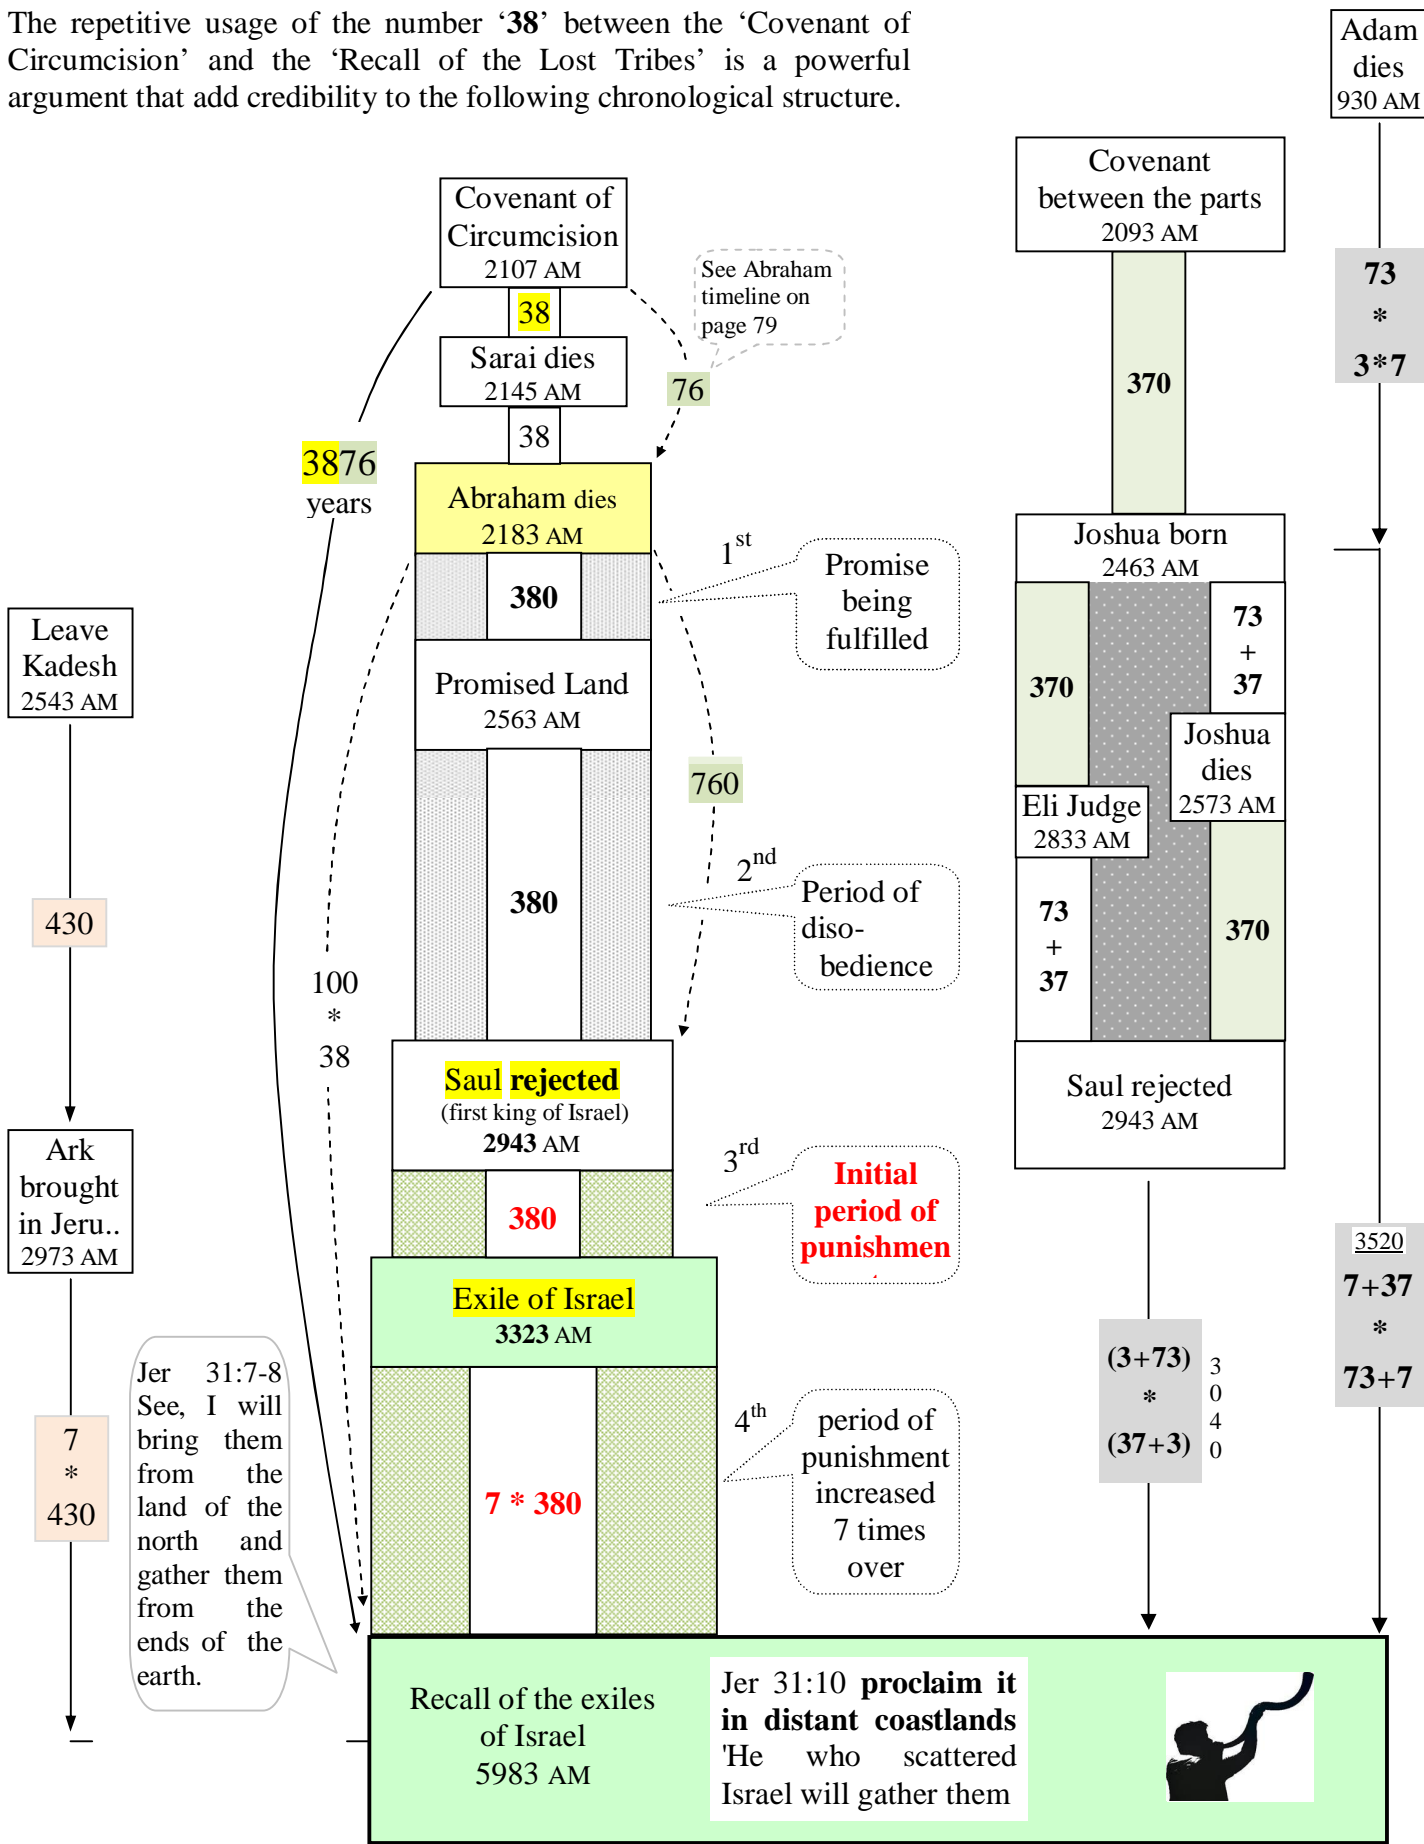 The repetitive usage of the number ‘38’ between the ‘Covenant of
Circumcision’ and the ‘Recall of the Lost Tribes’ is a powerful
argument that add credibility to the following chronological structure.
Adam
dies
930 AM
73
*
3*7
3520
7+37
*
73+7
Covenant
between the parts
2093 AM
370
Joshua born
2463 AM
370
73
+
37
Joshua
dies
2573 AM
Eli Judge
2833 AM
73
+
37
370
Saul rejected
2943 AM
(3+73)
*
(37+3)
3
0
4
0
Covenant of
Circumcision
2107 AM
See Abraham
timeline on
page 79
38
Sarai dies
2145 AM
76
38
3876
years
Abraham dies
2183 AM
1st
Promise
being
fulfilled
380
Promised Land
2563 AM
760
2nd
Period of
diso-
bedience
380
100
*
38
Saul rejected
(first king of Israel)
2943 AM
3rd
Initial
period of
punishmen
380
Exile of Israel
3323 AM
4th
period of
punishment
increased
7 times
over
7 * 380
Leave
Kadesh
2543 AM
430
Ark
brought
in Jeru..
2973 AM
7
*
430
Jer 31:7-8
See, I will
bring them
from the
land of the
north and
gather them
from the
ends of the
earth.
Recall of the exiles
of Israel
5983 AM
Jer 31:10 proclaim it
in distant coastlands
'He who scattered
Israel will gather them